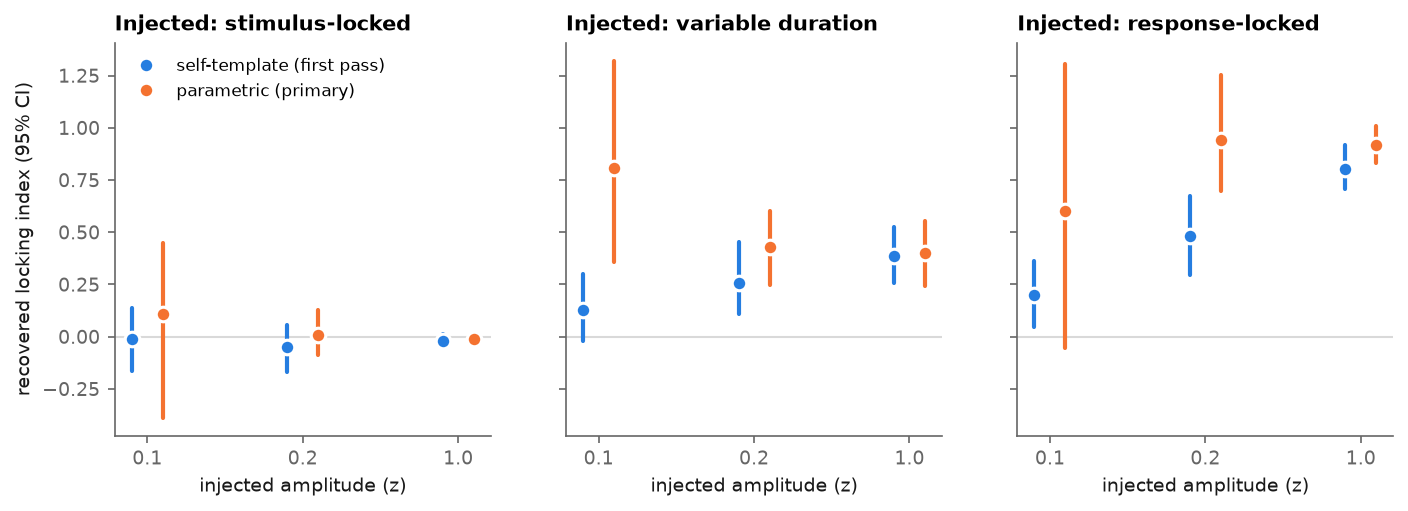 Injected: stimulus-locked
Injected: variable duration
Injected: response-locked
self-template (first pass)
parametric (primary)
recovered locking index (95% CI)
1.25
1.00
0.75
0.50
0.25
0.00
−0.25
0.1 0.2 1.0
0.1 0.2 1.0
0.1 0.2 1.0
injected amplitude (z)
injected amplitude (z)
injected amplitude (z)